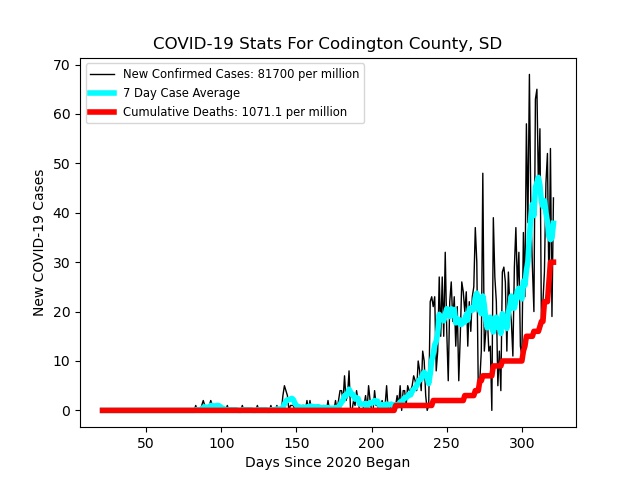 COVID-19 Stats For Codington County, SD
New Confirmed Cases: 81700 per million
7 Day Case Average
Cumulative Deaths: 1071.1 per million
New COVID-19 Cases
70
60
50
40
30
20
10
0
50 100 150 200 250 300
Days Since 2020 Began